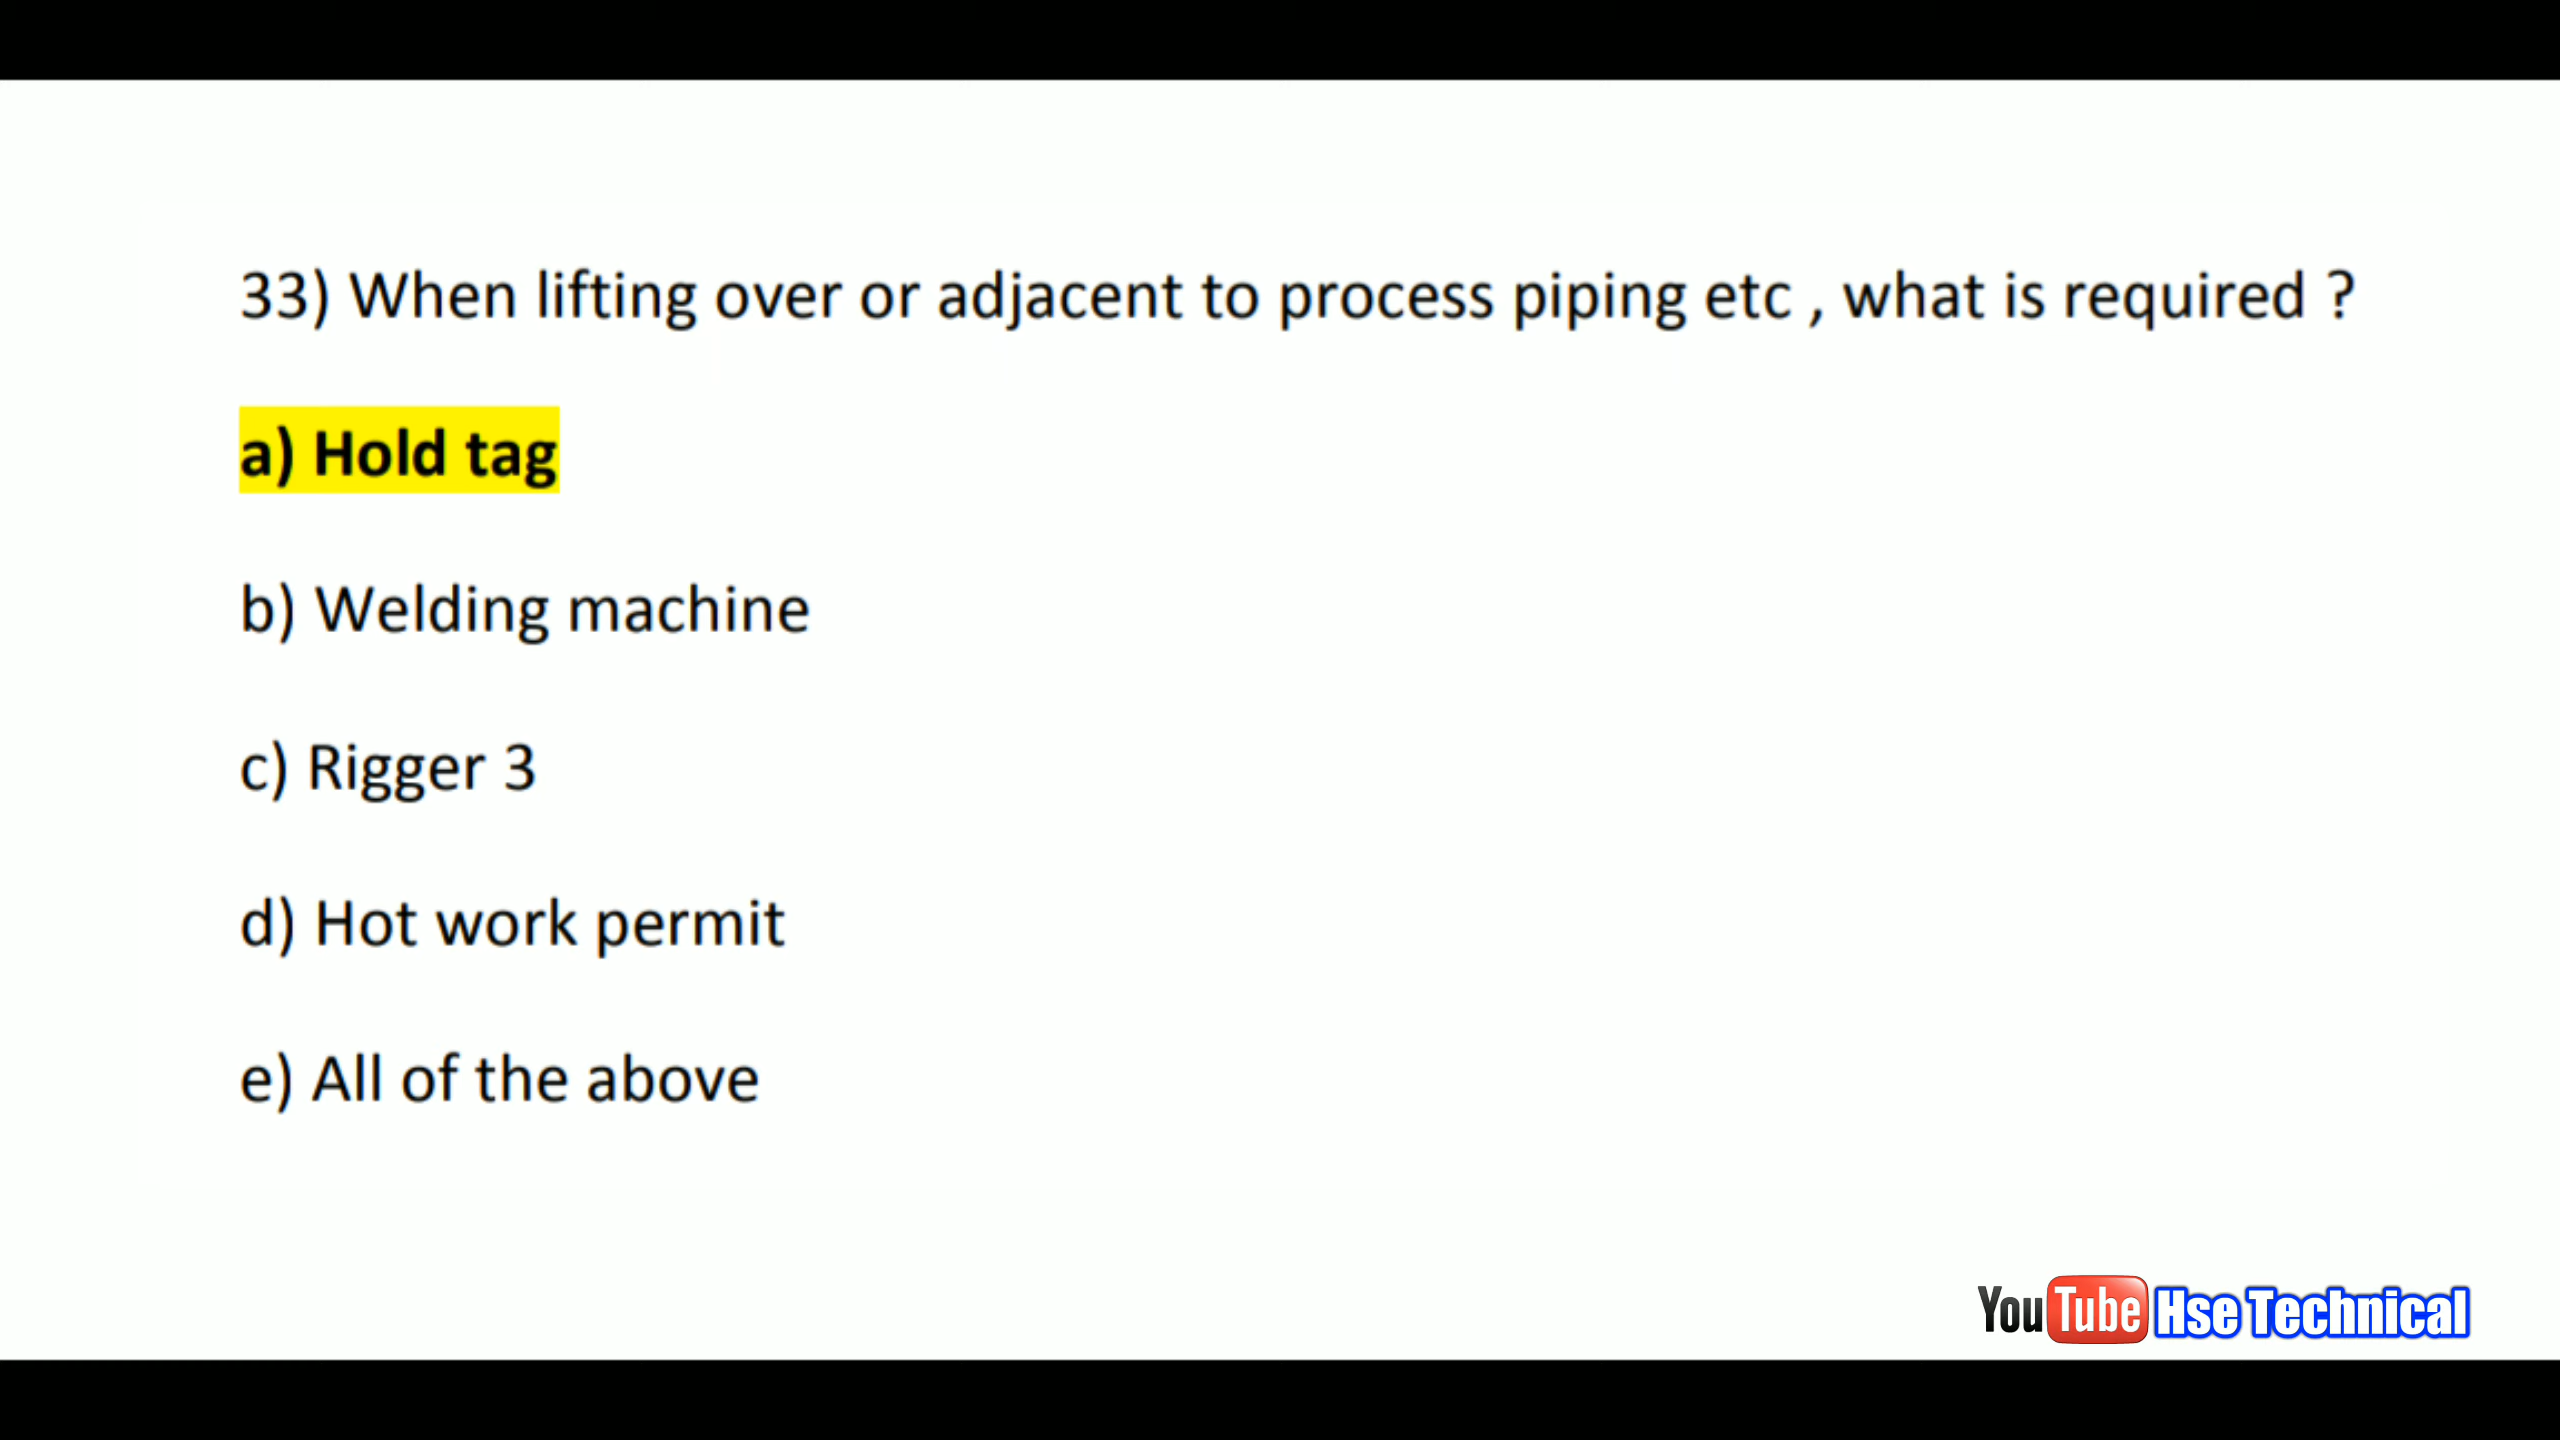 33) When lifting over or adjacent to process piping etc , what is required ?
a) Hold tag
b) Welding machine
c) Rigger 3
d) Hot work permit
e) All of the above
YouTube Hse Technical